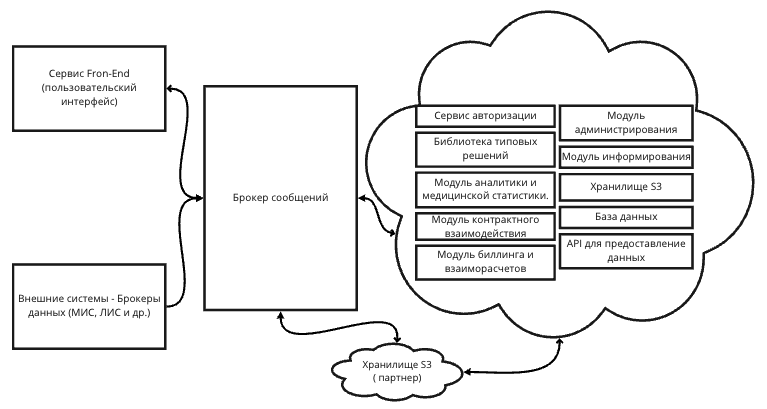 Сервис Fron-End
(пользовательский
интерфейс)
Внешние системы - Брокеры
данных (МИС, ЛИС и др.)
Брокер сообщений
Сервис авторизации
Библиотека типовых
решений
Модуль аналитики и
медицинской статистики.
Модуль контрактного
взаимодействия
Модуль биллинга и
взаиморасчетов
Модуль
администрирования
Модуль информирования
Хранилище S3
База данных
API для предоставление
данных
Хранилище S3
( партнер)